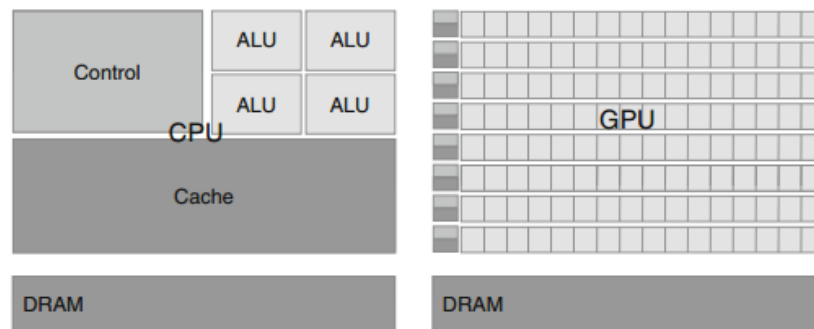 Control
ALU ALU
ALU ALU
CPU
Cache
DRAM
GPU
DRAM